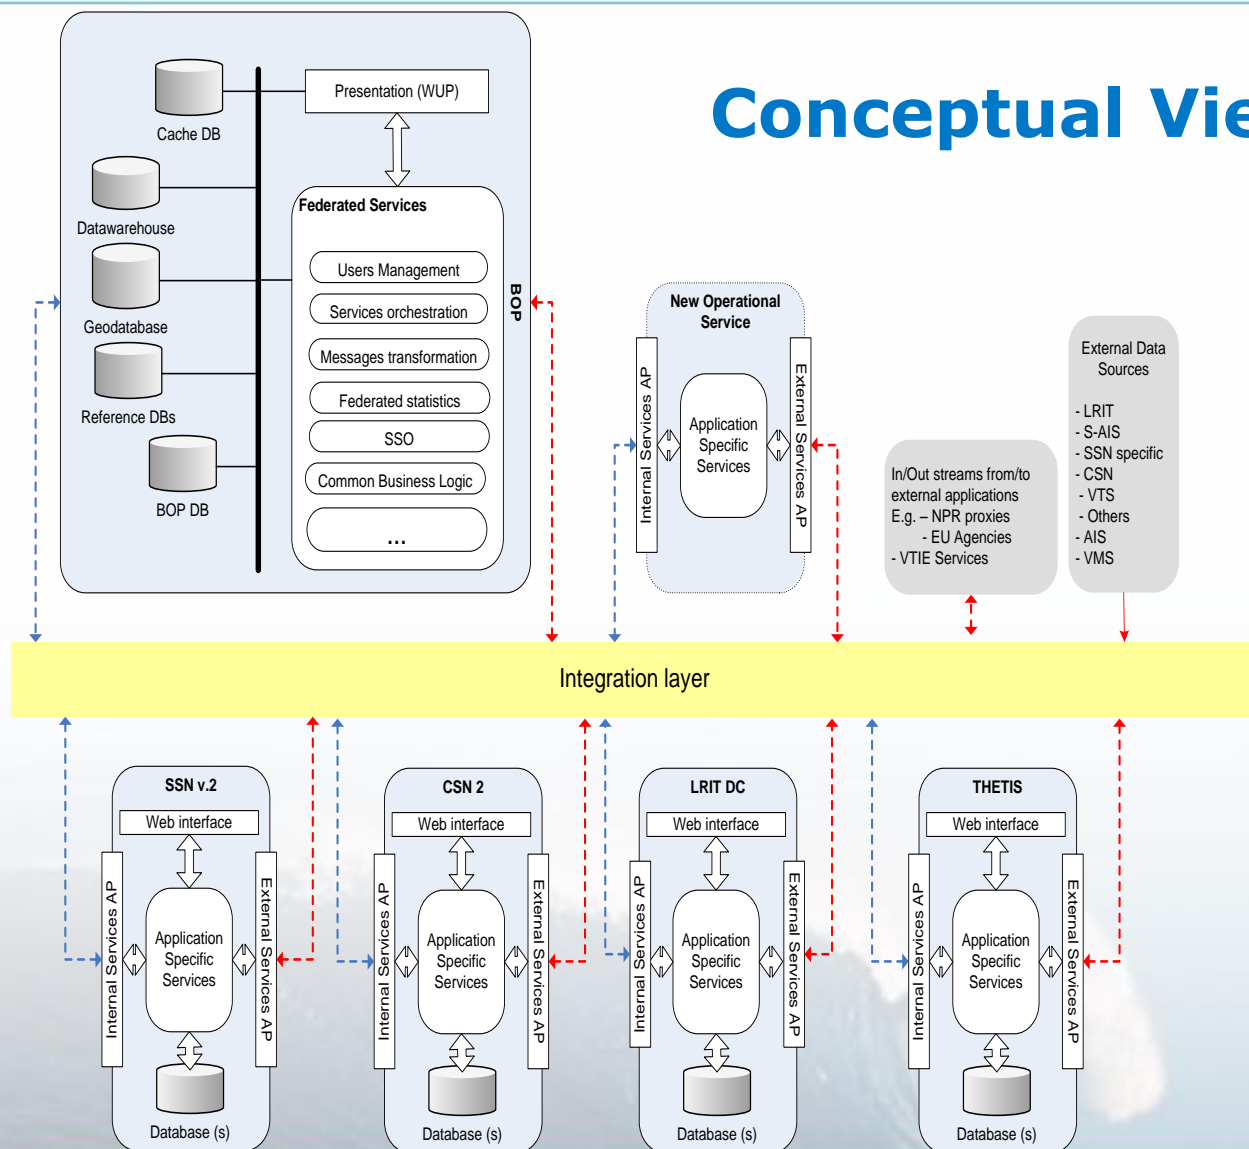 Conceptual Vie
Cache DB
Datawarehouse
Geodatabase
Reference DBs
BOP DB
Presentation (WUP)
Federated Services
Users Management
Services orchestration
Messages transformation
Federated statistics
SSO
Common Business Logic
...
BOP
New Operational
Service
Internal Services AP
Application
Specific
Services
External Services AP
In/Out streams from/to
external applications
E.g. – NPR proxies
- EU Agencies
- VTIE Services
External Data
Sources
- LRIT
- S-AIS
- SSN specific
- CSN
- VTS
- Others
- AIS
- VMS
Integration layer
SSN v.2
Web interface
Internal Services AP
Application
Specific
Services
External Services AP
Database (s)
CSN 2
Web interface
Internal Services AP
Application
Specific
Services
External Services AP
Database (s)
LRIT DC
Web interface
Internal Services AP
Application
Specific
Services
External Services AP
Database (s)
THETIS
Web interface
Internal Services AP
Application
Specific
Services
External Services AP
Database (s)